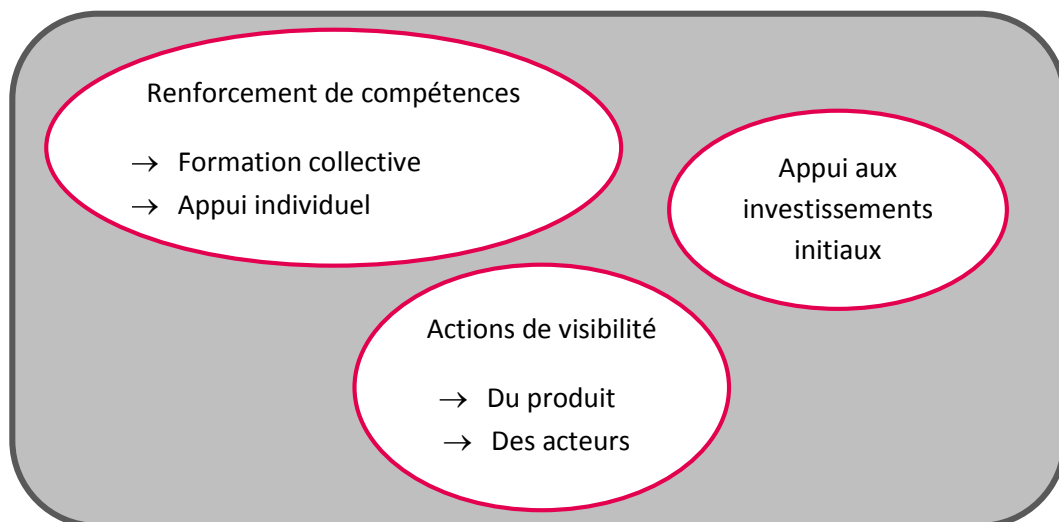 Renforcement de compétences
→ Formation collective
→ Appui individuel
Appui aux
investissements
initiaux
Actions de visibilité
→ Du produit
→ Des acteurs